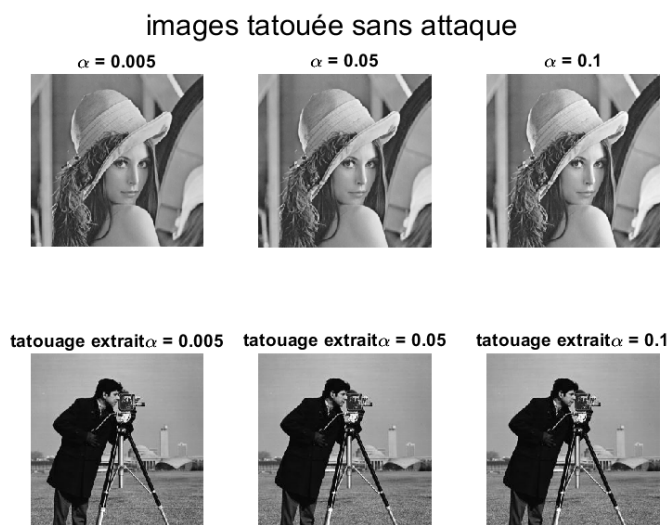 images tatouée sans attaque
α = 0.005
α = 0.05
α = 0.1
tatouage extraitα = 0.005
tatouage extraitα = 0.05
tatouage extraitα = 0.1